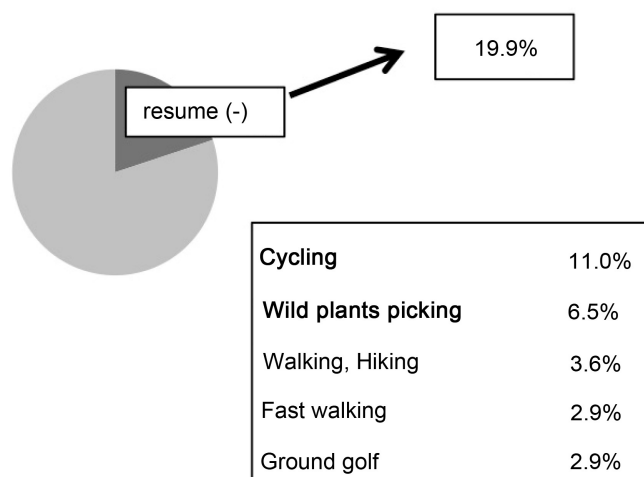 19.9%
resume (-)
Cycling 11.0%
Wild plants picking 6.5%
Walking, Hiking 3.6%
Fast walking 2.9%
Ground golf 2.9%